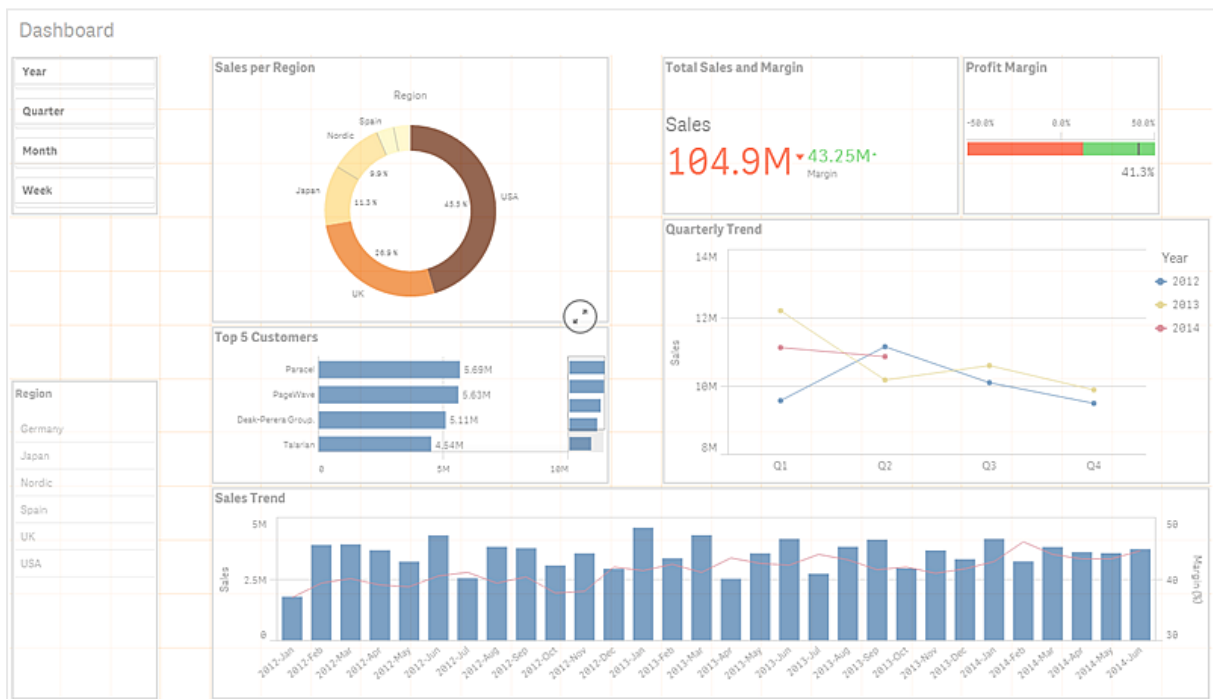 Dashboard
Year
Quarter
Month
Week
Sales per Region
Region
Spain
Nordic
Japan
UK
USA
9.9 %
11.3 %
26.9 %
45.5 %
Total Sales and Margin
Sales
104.9M
43.25M
Margin
Profit Margin
-50.0% 0.0% 50.0%
41.3%
Quarterly Trend
14M
12M
10M
8M
Sales
Q1 Q2 Q3 Q4
Year
2012
2013
2014
Top 5 Customers
Paracel 5.69M
PageWave 5.63M
Deak-Perera Group. 5.11M
Talarian 4.54M
0 5M 10M
Region
Germany
Japan
Nordic
Spain
UK
USA
Sales Trend
5M
2.5M
0
Sales
50
40
30
Margin (%)
2012-Jan 2012-Feb 2012-Mar 2012-Apr 2012-May 2012-Jun 2012-Jul 2012-Aug 2012-Sep 2012-Oct 2012-Nov 2012-Dec 2013-Jan 2013-Feb 2013-Mar 2013-Apr 2013-May 2013-Jun 2013-Jul 2013-Aug 2013-Sep 2013-Oct 2013-Nov 2013-Dec 2014-Jan 2014-Feb 2014-Mar 2014-Apr 2014-May 2014-Jun